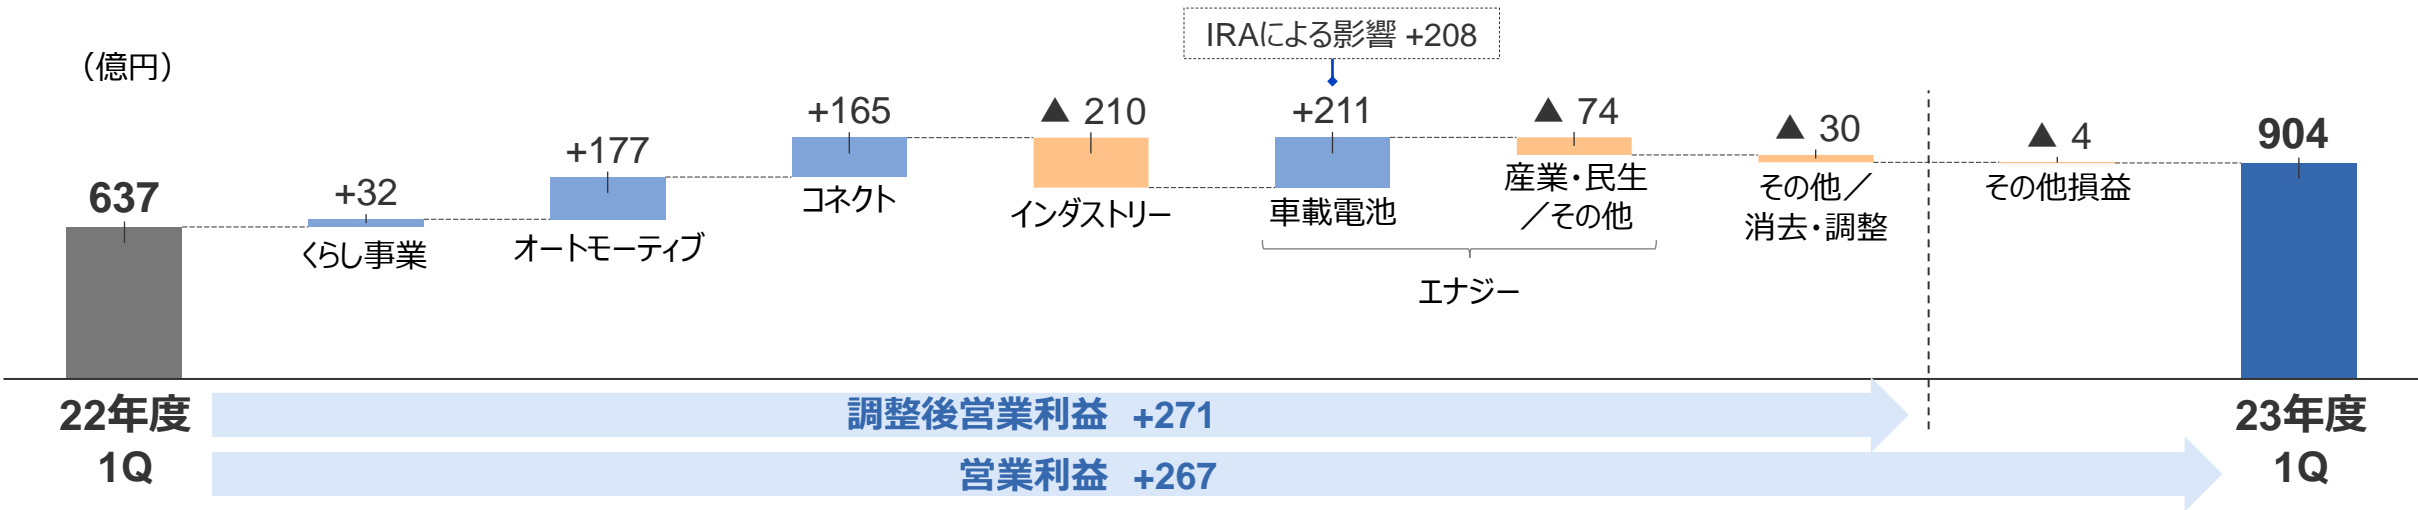 IRAによる影響 +208
（億円）
637
+32
くらし事業
+177
オートモーティブ
+165
コネクト
▲ 210
インダストリー
+211
車載電池
▲ 74
産業・民生
／その他
エナジー
▲ 30
その他／
消去・調整
▲ 4
その他損益
904
22年度
1Q
調整後営業利益 +271
営業利益 +267
23年度
1Q